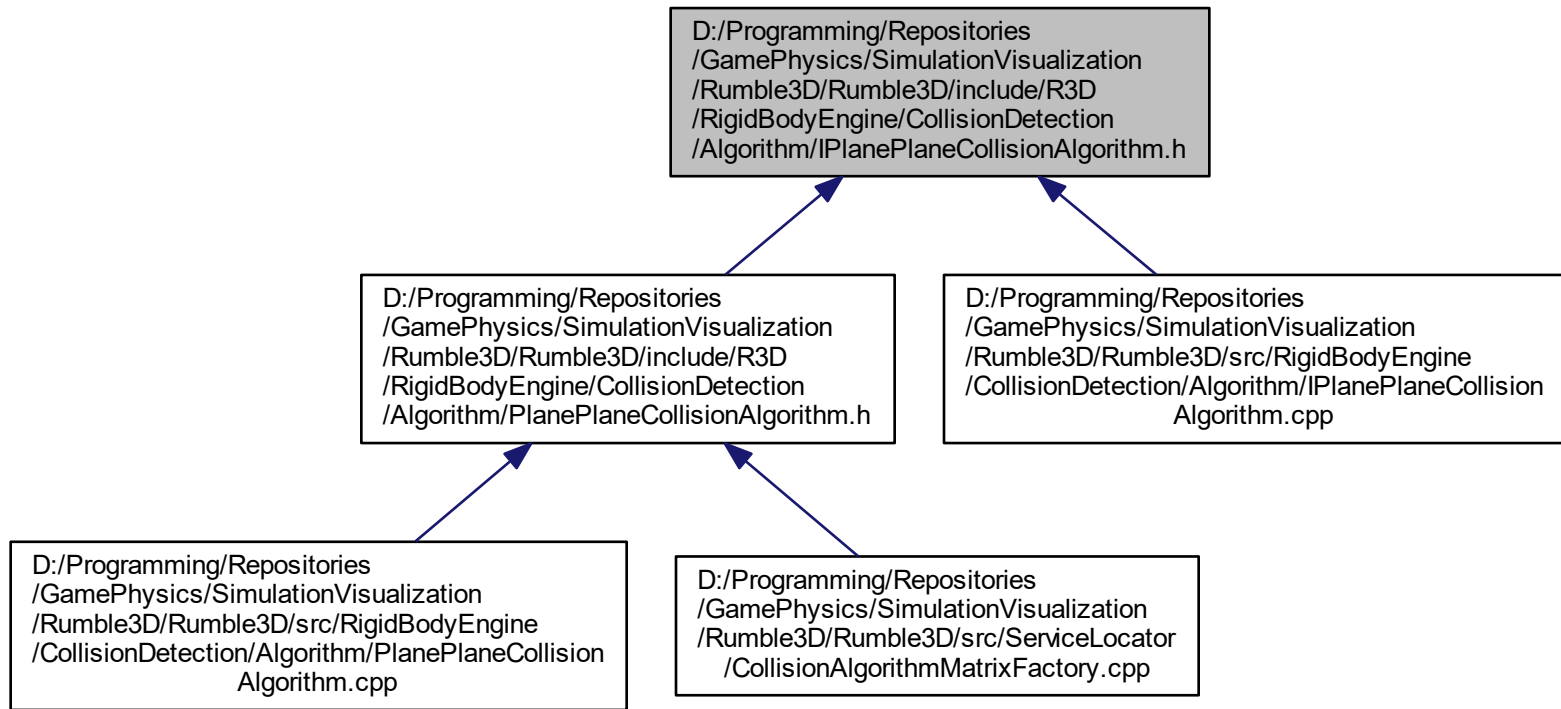 D:/Programming/Repositories
/GamePhysics/SimulationVisualization
/Rumble3D/Rumble3D/include/R3D
/RigidBodyEngine/CollisionDetection
/Algorithm/IPlanePlaneCollisionAlgorithm.h
D:/Programming/Repositories
/GamePhysics/SimulationVisualization
/Rumble3D/Rumble3D/include/R3D
/RigidBodyEngine/CollisionDetection
/Algorithm/PlanePlaneCollisionAlgorithm.h
D:/Programming/Repositories
/GamePhysics/SimulationVisualization
/Rumble3D/Rumble3D/src/RigidBodyEngine
/CollisionDetection/Algorithm/IPlanePlaneCollision
Algorithm.cpp
D:/Programming/Repositories
/GamePhysics/SimulationVisualization
/Rumble3D/Rumble3D/src/RigidBodyEngine
/CollisionDetection/Algorithm/PlanePlaneCollision
Algorithm.cpp
D:/Programming/Repositories
/GamePhysics/SimulationVisualization
/Rumble3D/Rumble3D/src/ServiceLocator
/CollisionAlgorithmMatrixFactory.cpp